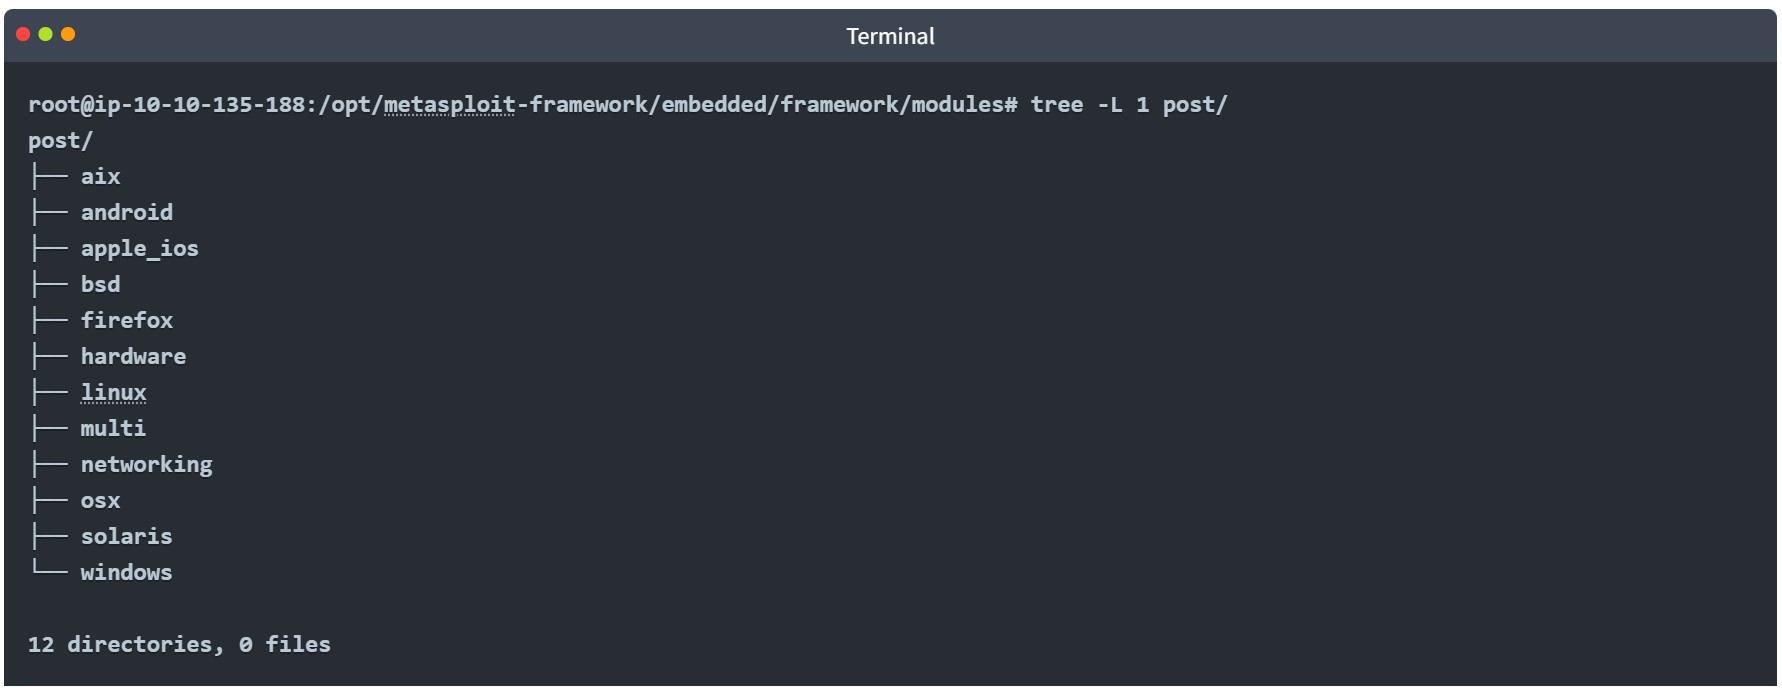 Terminal
root@ip-10-10-135-188:/opt/metasploit-framework/embedded/framework/modules# tree -L 1 post/
post/
├── aix
├── android
├── apple_ios
├── bsd
├── firefox
├── hardware
├── linux
├── multi
├── networking
├── osx
├── solaris
└── windows
12 directories, 0 files